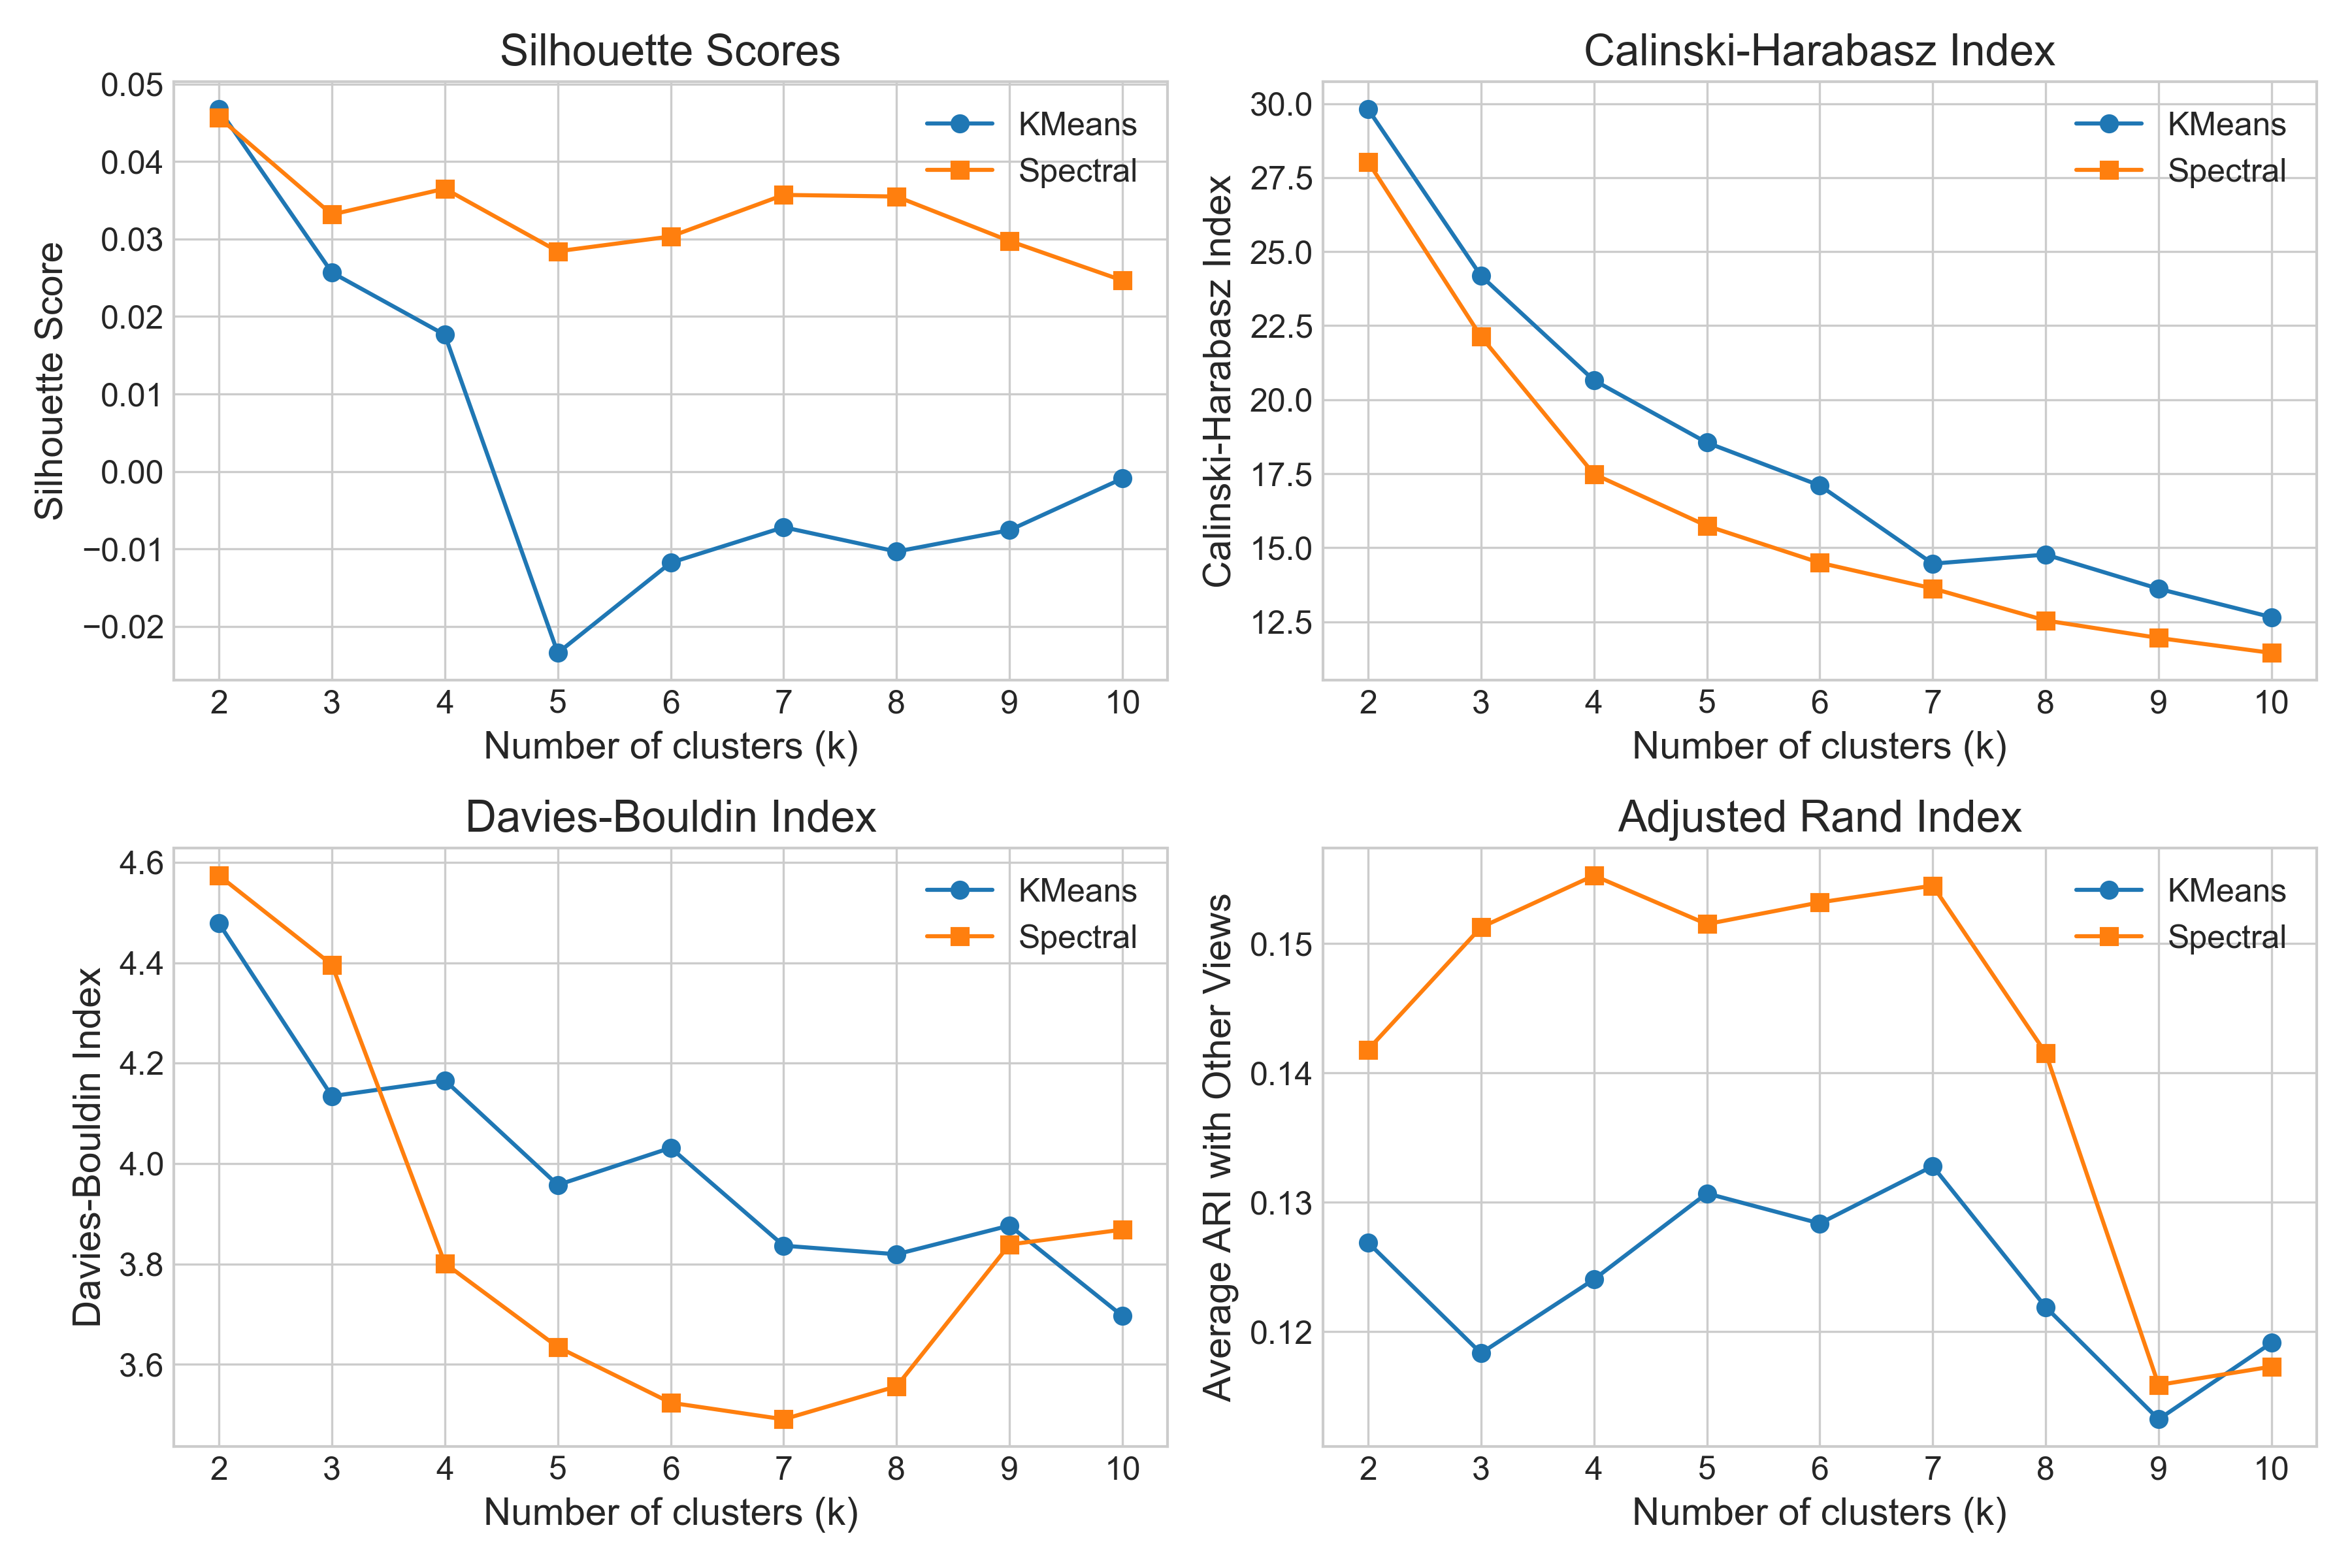 Silhouette Scores
Silhouette Score
0.05
0.04
0.03
0.02
0.01
0.00
−0.01
−0.02
KMeans
Spectral
2 3 4 5 6 7 8 9 10
Number of clusters (k)
Calinski-Harabasz Index
Calinski-Harabasz Index
30.0
27.5
25.0
22.5
20.0
17.5
15.0
12.5
KMeans
Spectral
2 3 4 5 6 7 8 9 10
Number of clusters (k)
Davies-Bouldin Index
Davies-Bouldin Index
4.6
4.4
4.2
4.0
3.8
3.6
KMeans
Spectral
2 3 4 5 6 7 8 9 10
Number of clusters (k)
Adjusted Rand Index
Average ARI with Other Views
0.15
0.14
0.13
0.12
KMeans
Spectral
2 3 4 5 6 7 8 9 10
Number of clusters (k)